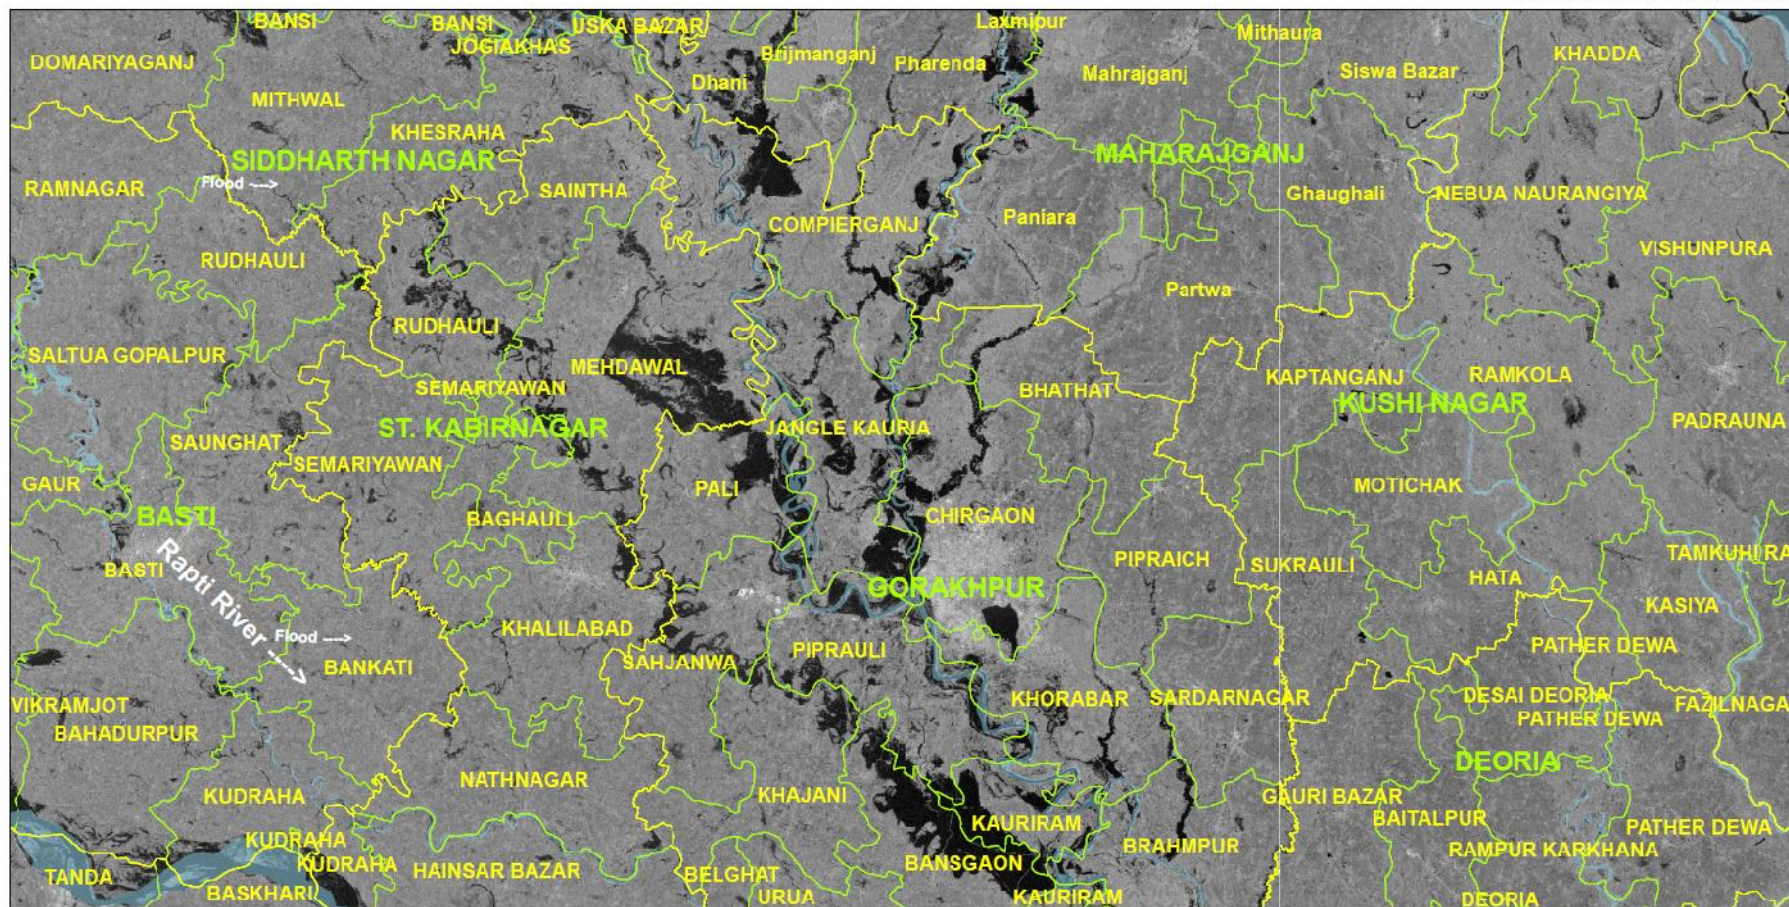 BANSI
BANSI
USKA BAZAR
Laxmipur
JOGIAKHAS
Mithaura
DOMARIYAGANJ
Brijmanganj
Pharenda
KHADDA
Dhani
Mahrajganj
Siswa Bazar
MITHWAL
KHESRAHA
SIDDHARTH NAGAR
MAHARAJGANJ
RAMNAGAR
Flood --->
SAINTHA
Ghaughali
NEBUA NAURANGIYA
COMPIERGANJ
Paniara
VISHUNPURA
RUDHAULI
Partwa
RUDHAULI
SALTUA GOPALPUR
MEHDAWAL
SEMARIYAWAN
BHATHAT
KAPTANGANJ
RAMKOLA
KUSHI NAGAR
ST. KABIRNAGAR
JANGLE KAURIA
PADRAUNA
SAUNGHAT
SEMARIYAWAN
GAUR
PALI
MOTICHAK
BASTI
BAGHAULI
CHIRGAON
BASTI
PIPRAICH
SUKRAULI
TAMKUHI RA
HATA
GORAKHPUR
KASIYA
Rapti River ---->
Flood ---->
KHALILABAD
BANKATI
SAHJANWA
PIPRAULI
PATHER DEWA
VIKRAMJOT
KHORABAR
SARDARNAGAR
DESAI DEORIA
FAZILNAGA
PATHER DEWA
BAHADURPUR
DEORIA
NATHNAGAR
KUDRAHA
KHAJANI
GAURI BAZAR
BAITALPUR
KAURIRAM
PATHER DEWA
KUDRAHA
BRAHMPUR
RAMPUR KARKHANA
KUDRAHA
HAINSAR BAZAR
BANSGAON
TANDA
BELGHAT
BASKHARI
URUA
KAURIRAM
DEORIA